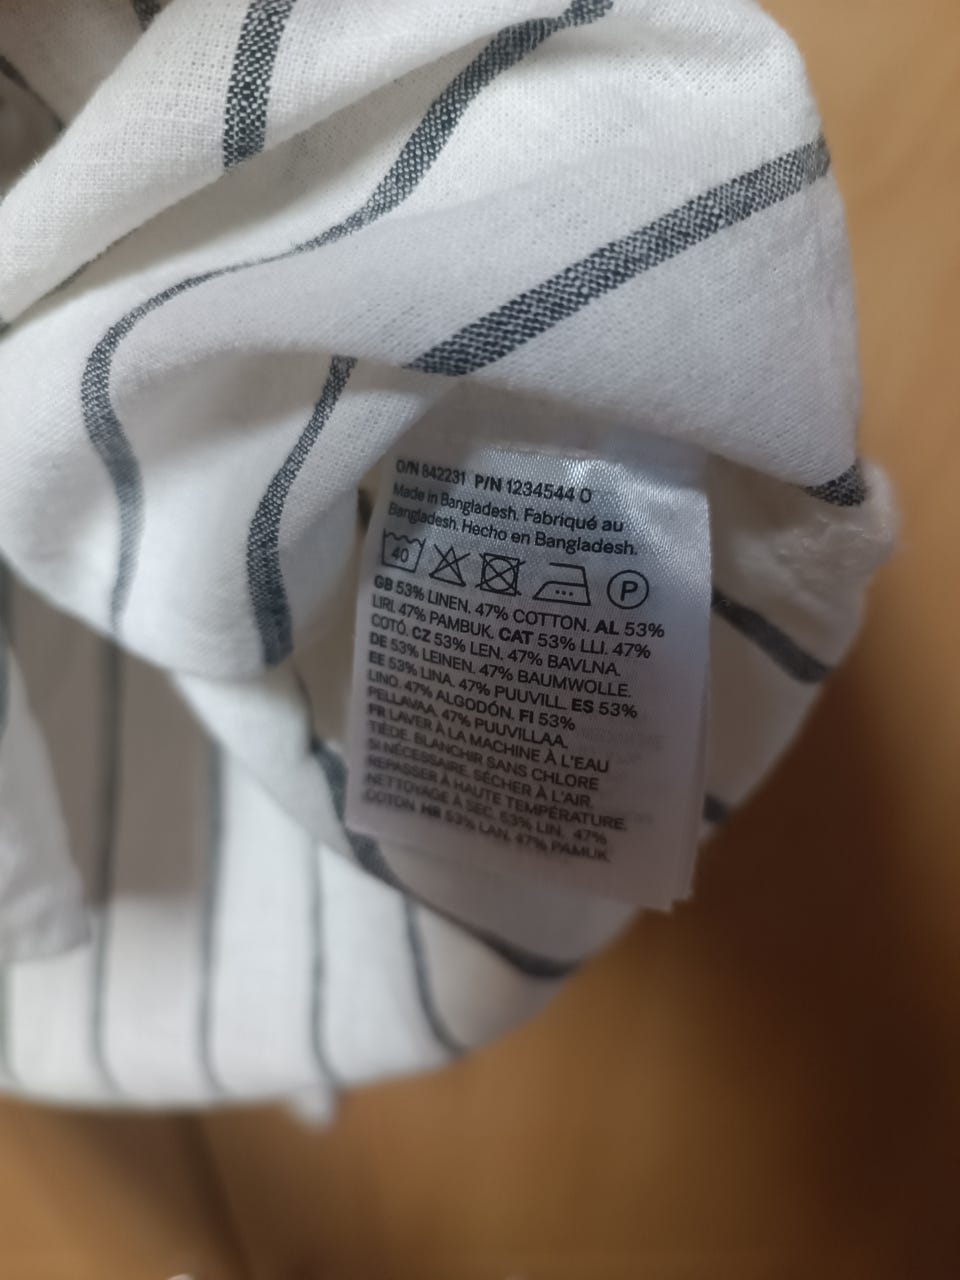 O/N 842231 P/N 1234544 0
Made in Bangladesh. Fabriqué au
Bangladesh. Hecho en Bangladesh.
40 P
GB 53% LINEN. 47% COTTON. AL 53%
LIRI. 47% PAMBUK. CAT 53% LLI. 47%
COTÓ. CZ 53% LEN. 47% BAVLNA.
DE 53% LEINEN. 47% BAUMWOLLE.
EE 53% LINA. 47% PUUVILL. ES 53%
LINO. 47% ALGODÓN. FI 53%
PELLAVAA. 47% PUUVILLAA.
FR LAVER À LA MACHINE À L'EAU
TIÈDE. BLANCHIR SANS CHLORE
SI NÉCESSAIRE. SÉCHER À L'AIR.
REPASSER À HAUTE TEMPÉRATURE.
NETTOYAGE À SEC. 53% LIN. 47%
COTON. HR 53% LAN. 47% PAMUK